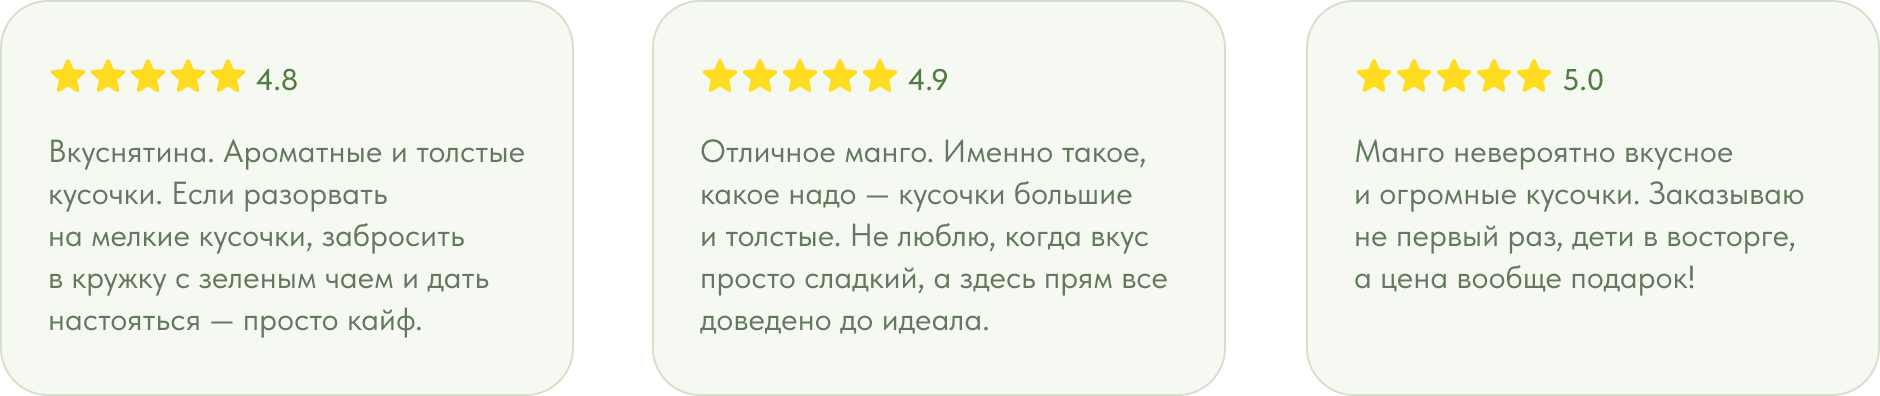 4.8
Вкуснятина. Ароматные и толстые
кусочки. Если разорвать
на мелкие кусочки, забросить
в кружку с зеленым чаем и дать
настояться — просто кайф.
4.9
Отличное манго. Именно такое,
какое надо — кусочки большие
и толстые. Не люблю, когда вкус
просто сладкий, а здесь прям все
доведено до идеала.
5.0
Манго невероятно вкусное
и огромные кусочки. Заказываю
не первый раз, дети в восторге,
а цена вообще подарок!